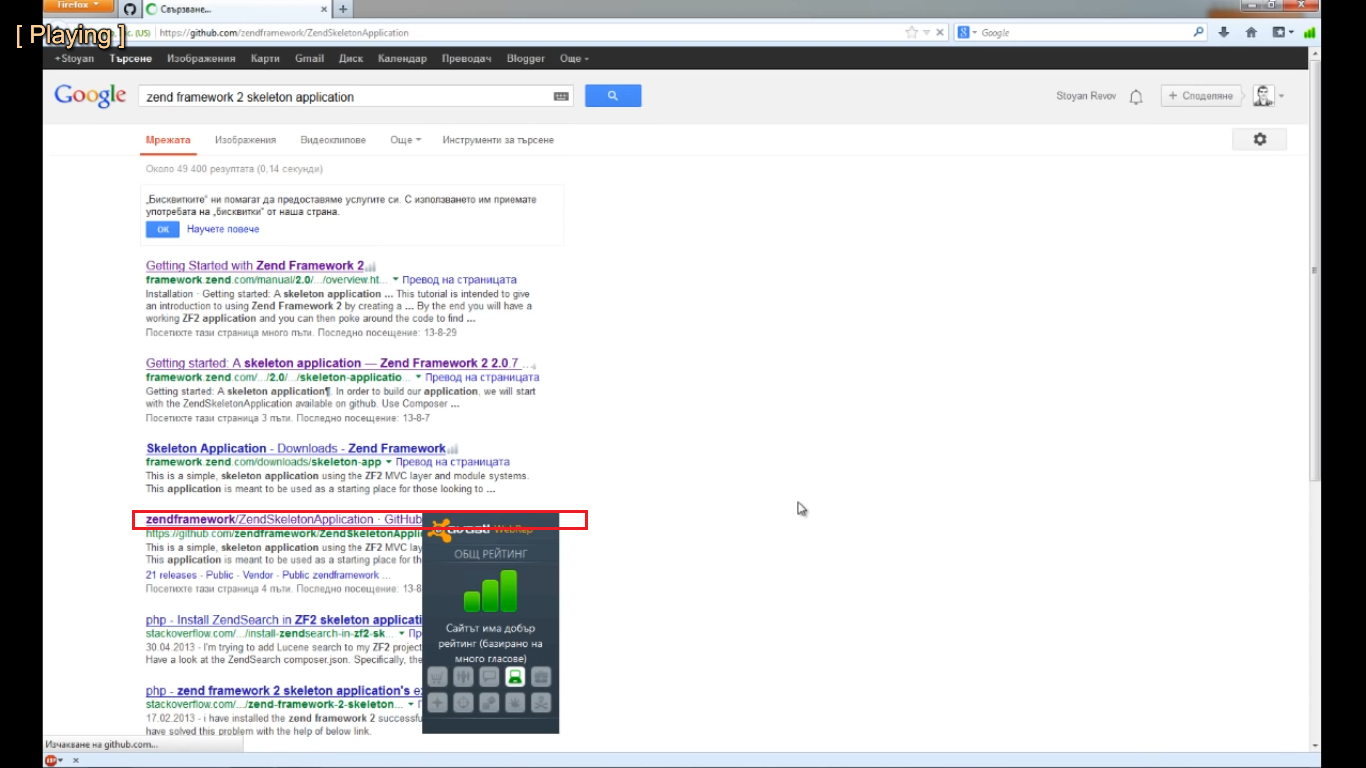 Firefox
[ Playing ]
Свързване...
(US) https://github.com/zendframework/ZendSkeletonApplication
Google
+Stoyan Търсене Изображения Карти Gmail Диск Календар Преводач Blogger Още
Google zend framework 2 skeleton application
Stoyan Revov + Споделяне
Мрежата Изображения Видеоклипове Още Инструменти за търсене
Около 49 400 резултата (0,14 секунди)
„Бисквитките“ ни помагат да предоставяме услугите си. С използването им приемате
употребата на „бисквитки“ от наша страна.
ОК Научете повече
Getting Started with Zend Framework 2
framework.zend.com/manual/2.0/.../overview.ht... Превод на страницата
Installation · Getting started: A skeleton application ... This tutorial is intended to give
an introduction to using Zend Framework 2 by creating a ... By the end you will have a
working ZF2 application and you can then poke around the code to find ...
Посетихте тази страница много пъти. Последно посещение: 13-8-29
Getting started: A skeleton application — Zend Framework 2 2.0.7 ...
framework.zend.com/.../2.0/.../skeleton-applicatio... Превод на страницата
Getting started: A skeleton application¶. In order to build our application, we will start
with the ZendSkeletonApplication available on github. Use Composer ...
Посетихте тази страница 3 пъти. Последно посещение: 13-8-7
Skeleton Application - Downloads - Zend Framework
framework.zend.com/downloads/skeleton-app Превод на страницата
This is a simple, skeleton application using the ZF2 MVC layer and module systems.
This application is meant to be used as a starting place for those looking to ...
zendframework/ZendSkeletonApplication · GitHub
https://github.com/zendframework/ZendSkeletonAppli
This is a simple, skeleton application using the ZF2 MVC lay
This application is meant to be used as a starting place for th
21 releases - Public - Vendor - Public zendframework ...
Посетихте тази страница 4 пъти. Последно посещение: 13-8
avast! WebRep
ОБЩ РЕЙТИНГ
Сайтът има добър
рейтинг (базирано на
много гласове)
php - Install ZendSearch in ZF2 skeleton applicati
stackoverflow.com/.../install-zendsearch-in-zf2-sk... Пр
30.04.2013 - I'm trying to add Lucene search to my ZF2 project
Have a look at the ZendSearch composer.json. Specifically, the
php - zend framework 2 skeleton application's e
stackoverflow.com/.../zend-framework-2-skeleton...
17.02.2013 - i have installed the zend framework 2 successfu
have solved this problem with the help of below link.
Изчакване на github.com...